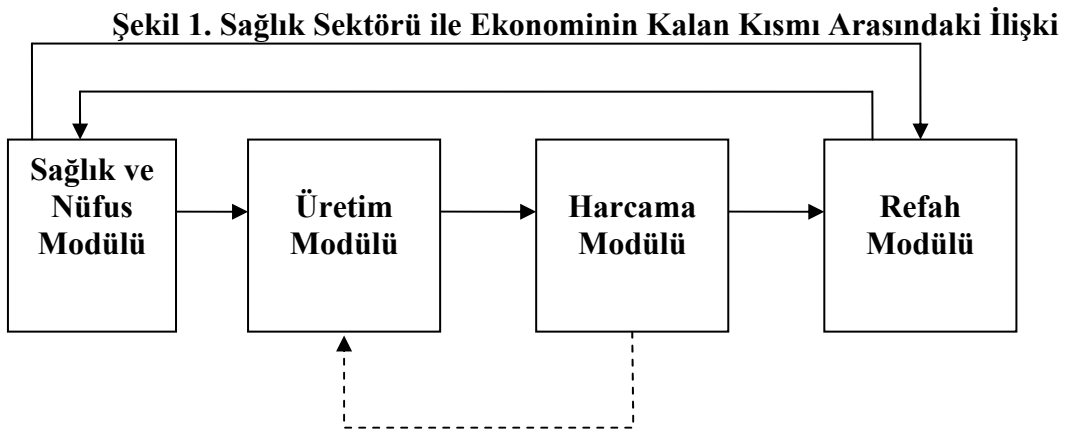 Şekil 1. Sağlık Sektörü ile Ekonominin Kalan Kısmı Arasındaki İlişki
Sağlık ve
Nüfus
Modülü
Üretim
Modülü
Harcama
Modülü
Refah
Modülü